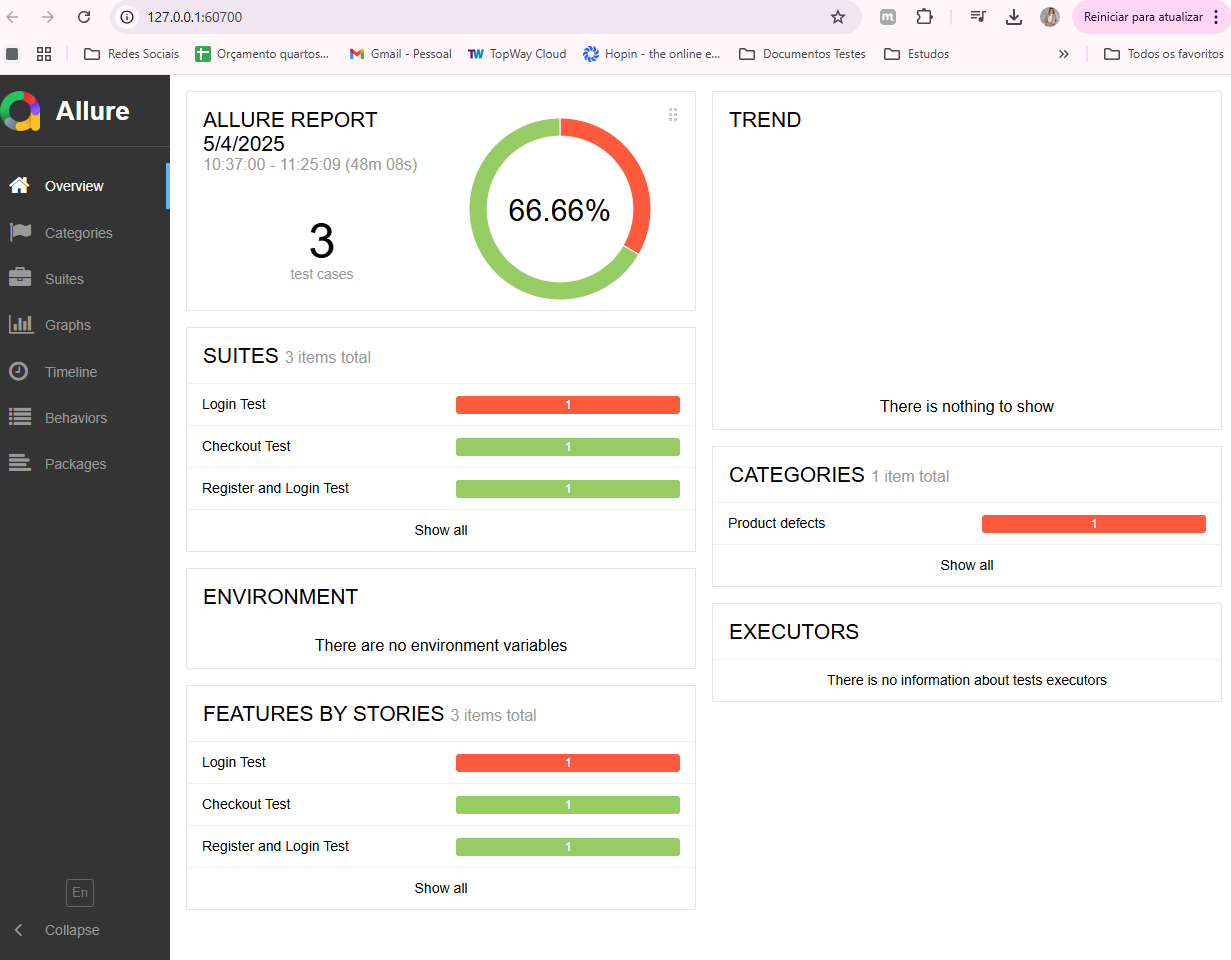 127.0.0.1:60700
m
Reiniciar para atualizar
Redes Sociais
Orçamento quartos...
Gmail - Pessoal
TW TopWay Cloud
Hopin - the online e...
Documentos Testes
Estudos
»
Todos os favoritos
Allure
Overview
Categories
Suites
Graphs
Timeline
Behaviors
Packages
En
Collapse
ALLURE REPORT
5/4/2025
10:37:00 - 11:25:09 (48m 08s)
3
test cases
66.66%
SUITES 3 items total
Login Test 1
Checkout Test 1
Register and Login Test 1
Show all
ENVIRONMENT
There are no environment variables
FEATURES BY STORIES 3 items total
Login Test 1
Checkout Test 1
Register and Login Test 1
Show all
TREND
There is nothing to show
CATEGORIES 1 item total
Product defects 1
Show all
EXECUTORS
There is no information about tests executors